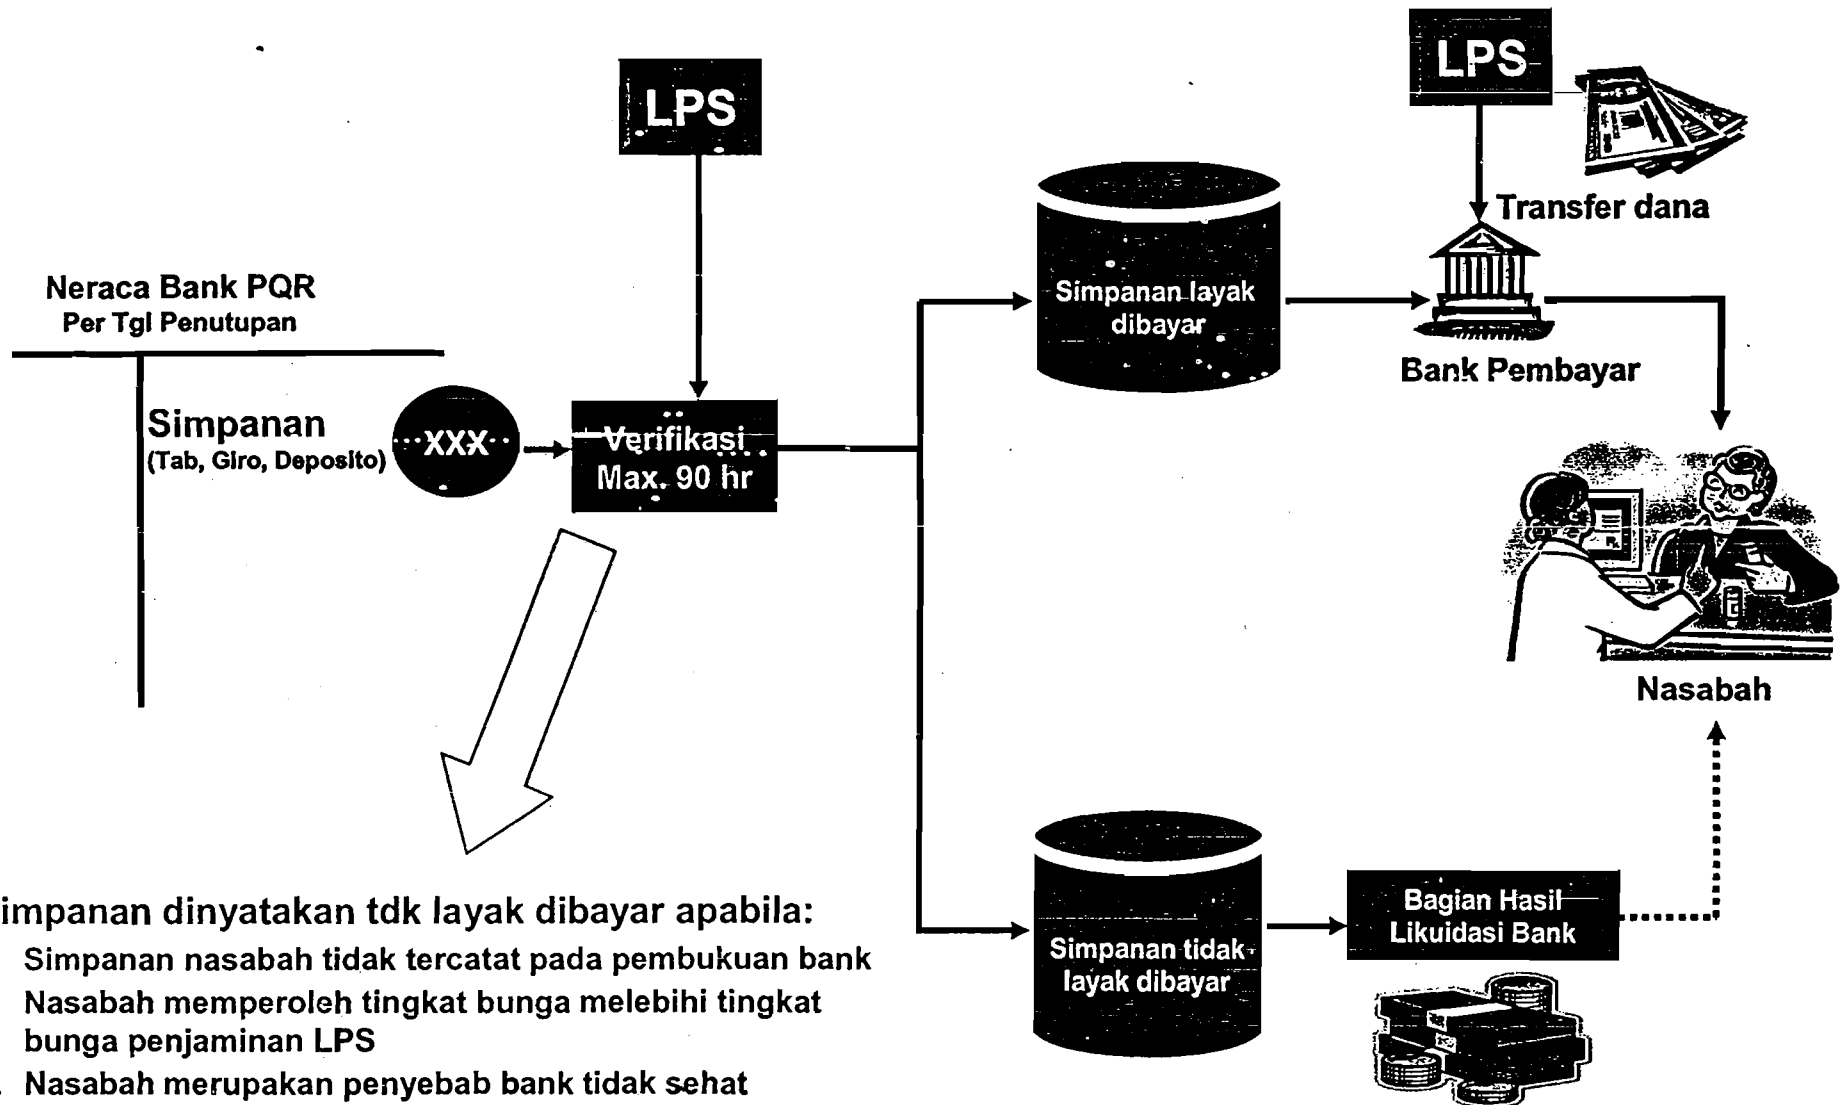 LPS
LPS
Transfer dana
Neraca Bank PQR
Per Tgl Penutupan
Simpanan
(Tab, Giro, Deposito)
XXX
Verifikasi
Max. 90 hr
Simpanan layak
dibayar
Bank Pembayar
Nasabah
impanan dinyatakan tdk layak dibayar apabila:
Simpanan nasabah tidak tercatat pada pembukuan bank
Nasabah memperoleh tingkat bunga melebihi tingkat
bunga penjaminan LPS
Nasabah merupakan penyebab bank tidak sehat
Simpanan tidak
layak dibayar
Bagian Hasil
Likuidasi Bank